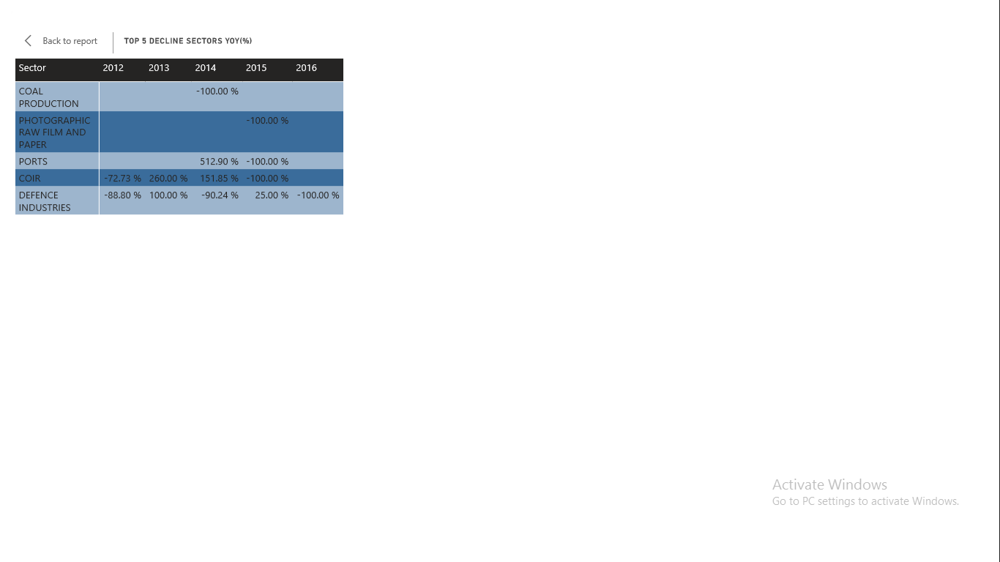 Back to report
TOP 5 DECLINE SECTORS YOY(%)
Sector 2012 2013 2014 2015 2016
COAL
PRODUCTION
-100.00 %
PHOTOGRAPHIC
RAW FILM AND
PAPER
-100.00 %
PORTS 512.90 % -100.00 %
COIR -72.73 % 260.00 % 151.85 % -100.00 %
DEFENCE
INDUSTRIES
-88.80 % 100.00 % -90.24 % 25.00 % -100.00 %
Activate Windows
Go to PC settings to activate Windows.